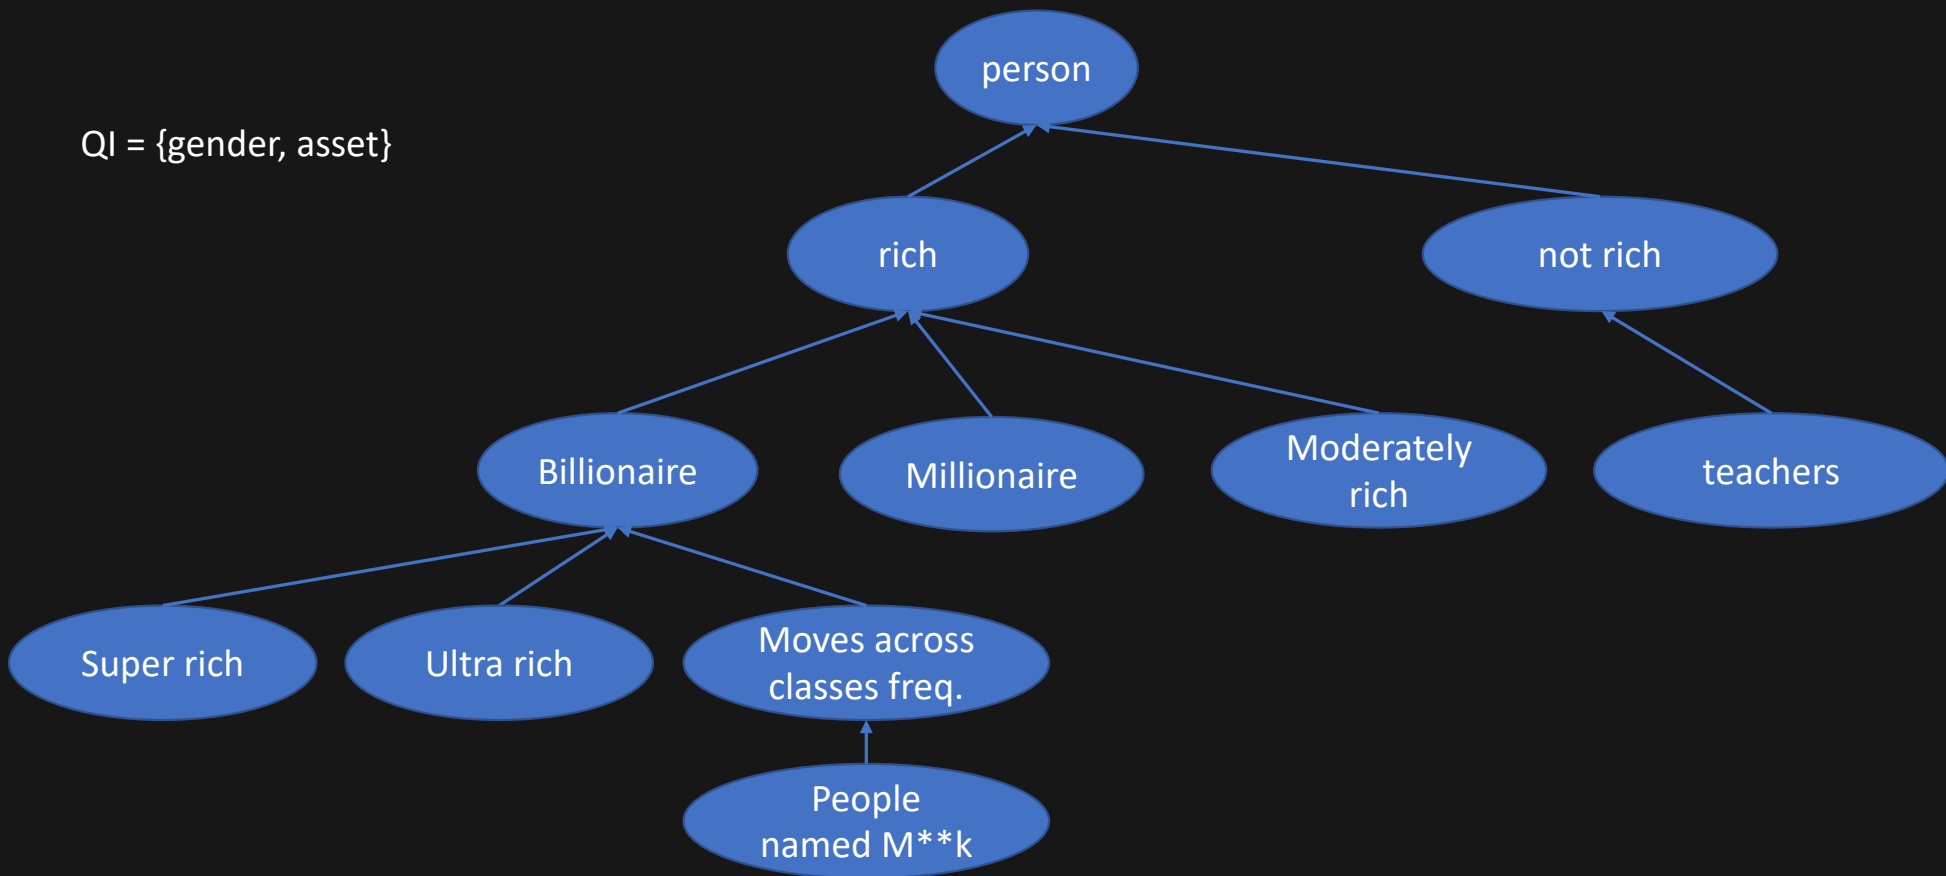 person
QI = {gender, asset}
rich
not rich
Billionaire
Millionaire
Moderately
rich
teachers
Super rich
Ultra rich
Moves across
classes freq.
People
named M**k